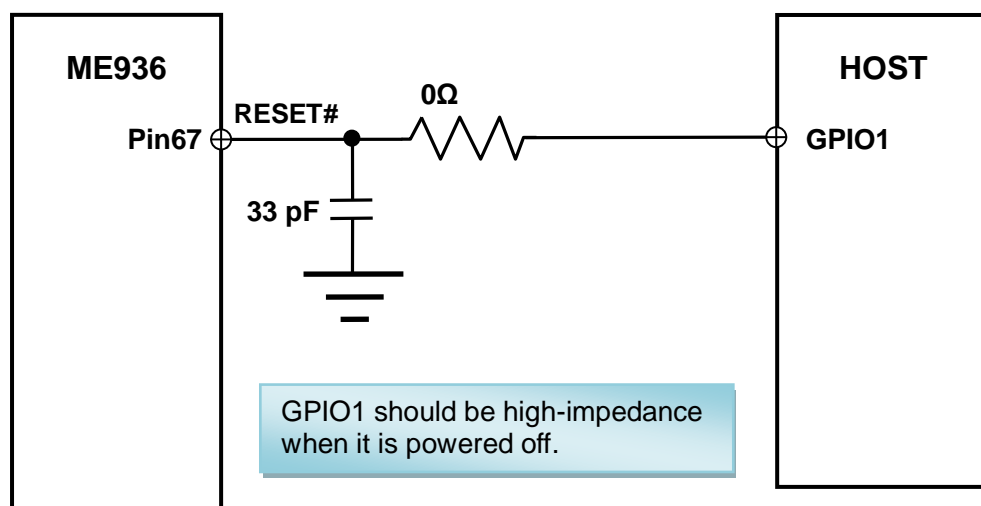 ME936
HOST
RESET#
0Ω
Pin67
GPIO1
33 pF
GPIO1 should be high-impedance
when it is powered off.